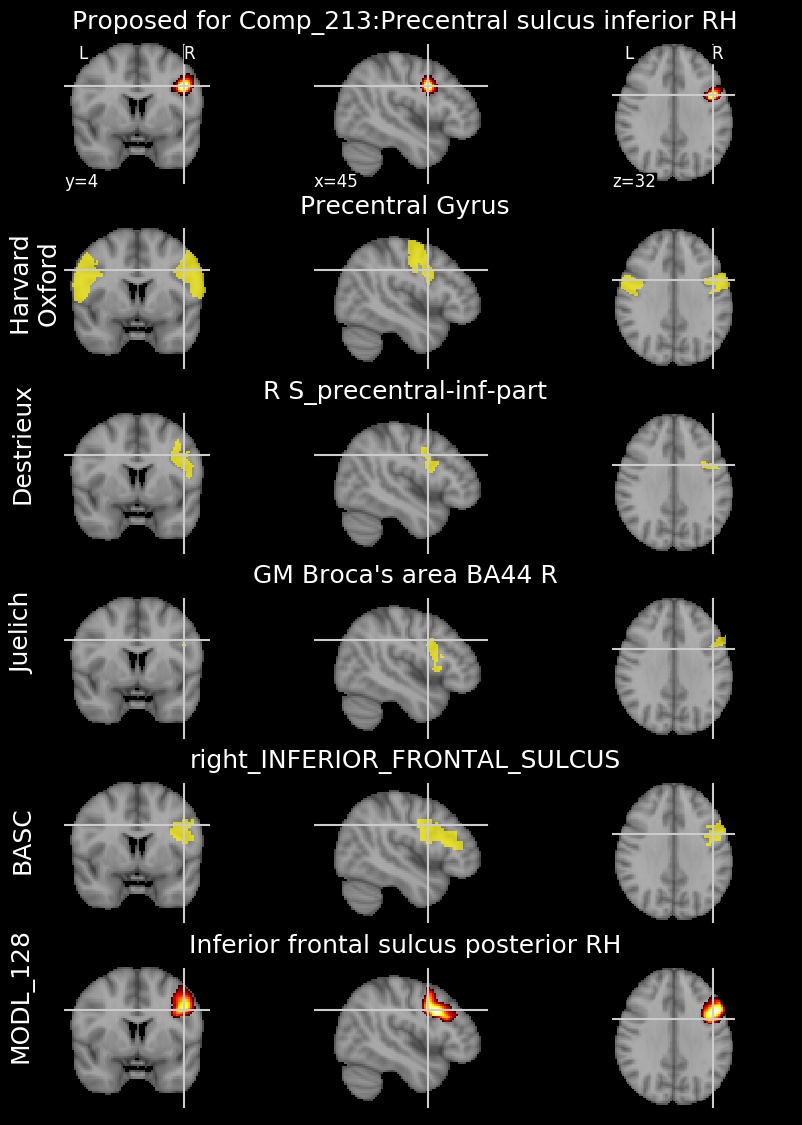 Proposed for Comp_213:Precentral sulcus inferior RH
L R L R
y=4 x=45 z=32
Precentral Gyrus
Harvard
Oxford
R S_precentral-inf-part
Destrieux
GM Broca's area BA44 R
Juelich
right_INFERIOR_FRONTAL_SULCUS
BASC
Inferior frontal sulcus posterior RH
MODL_128